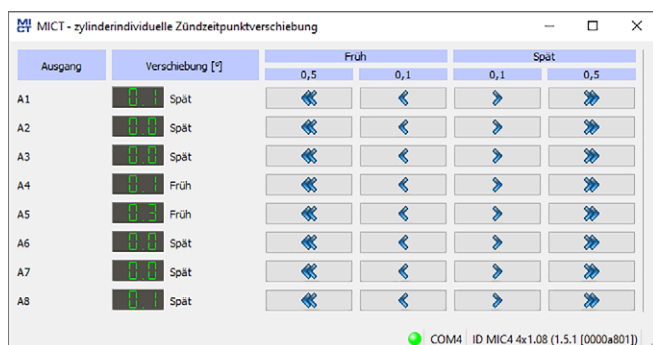 MICT MICT - zylinderindividuelle Zündzeitpunktverschiebung
Ausgang Verschiebung [°] Früh Spät
0,5 0,1 0,1 0,5
A1 0.1 Spät
A2 0.0 Spät
A3 0.0 Spät
A4 0.1 Früh
A5 0.3 Früh
A6 0.0 Spät
A7 0.0 Spät
A8 0.1 Spät
COM4 ID MIC4 4x1.08 (1.5.1 [0000a801])